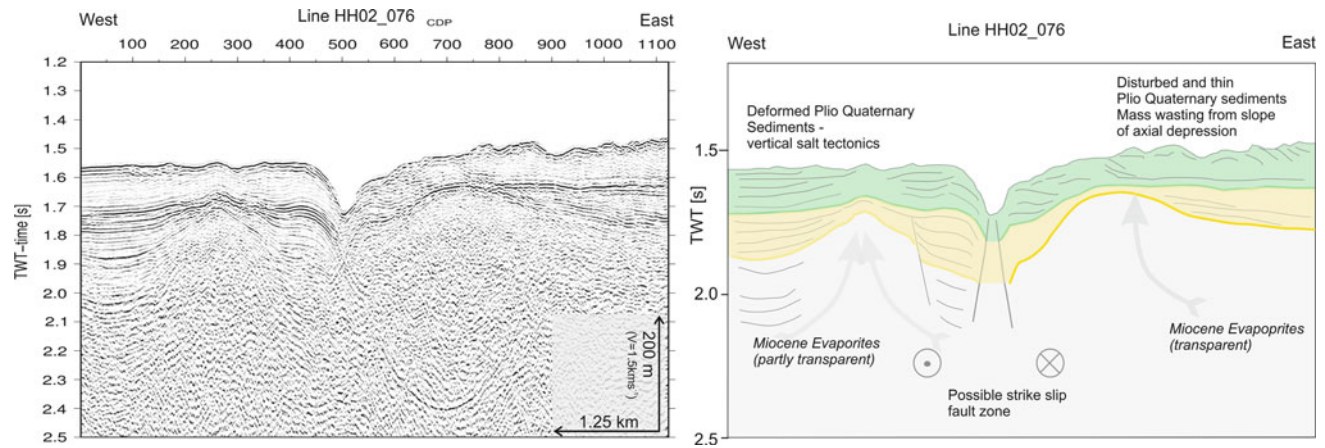 West
Line HH02_076
CDP
East
100 200 300 400 500 600 700 800 900 1000 1100
1.2
1.3
1.4
1.5
1.6
1.7
1.8
1.9
2.0
2.1
2.2
2.3
2.4
2.5
TWT-time [s]
200 m
(V=1.5kms⁻)
1.25 km
Line HH02_076
West
East
Deformed Plio Quaternary
Sediments -
vertical salt tectonics
Disturbed and thin
Plio Quaternary sediments
Mass wasting from slope
of axial depression
1.5
2.0
2.5
TWT [s]
Miocene Evaporites
(partly transparent)
Miocene Evapoprites
(transparent)
Possible strike slip
fault zone